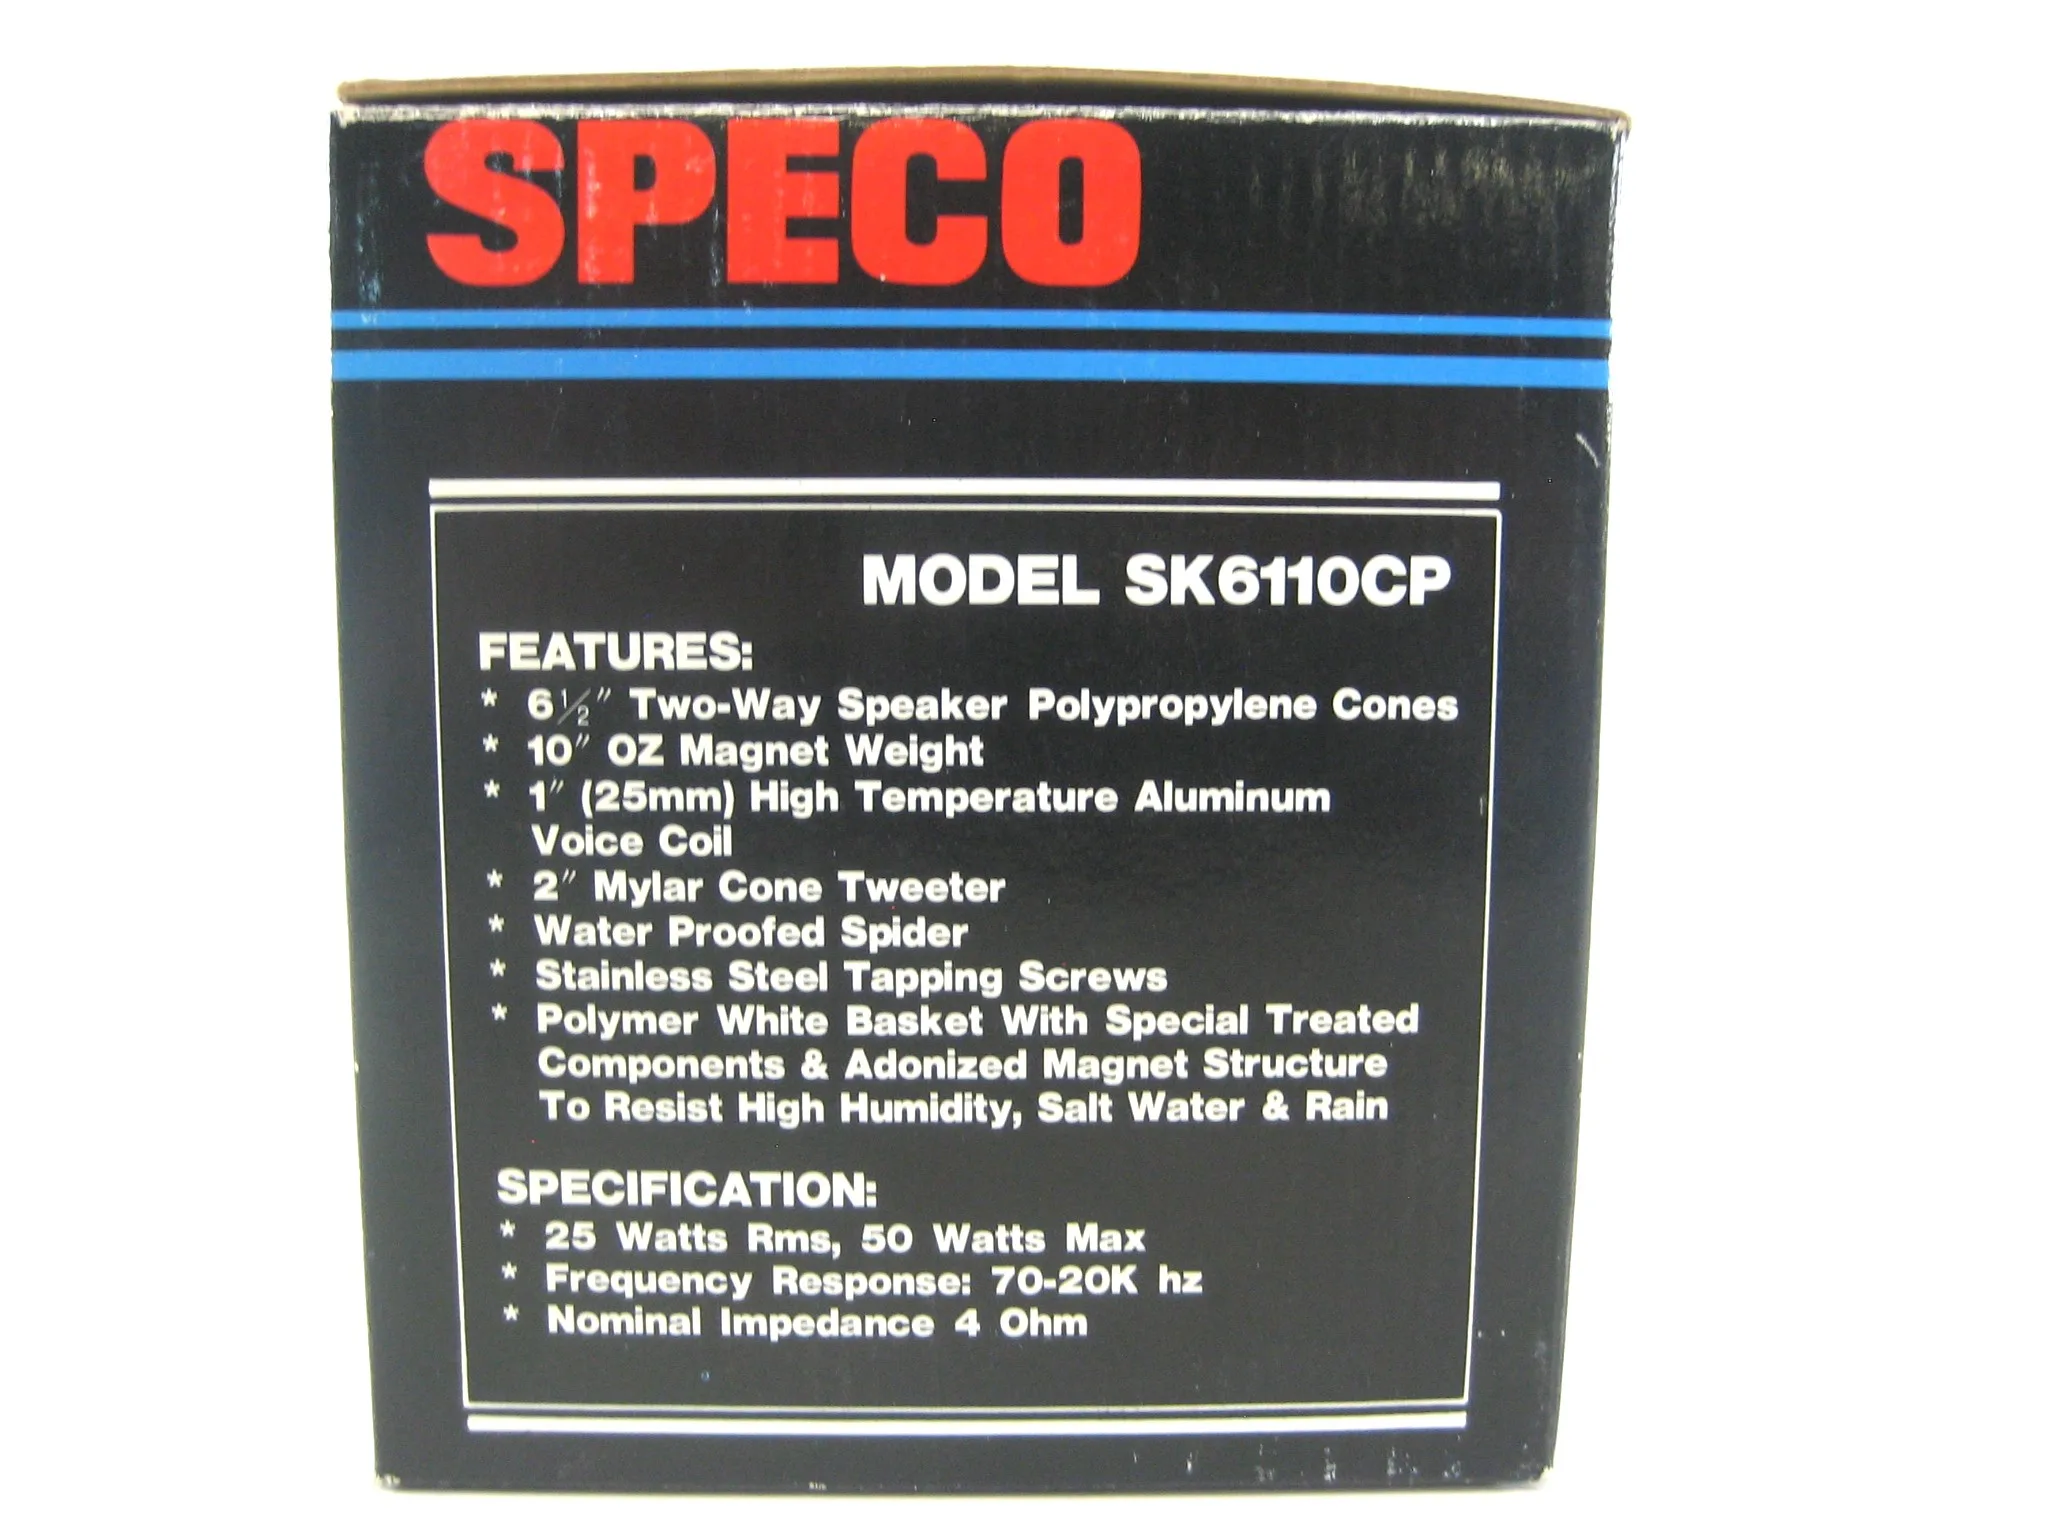 SPECO
MODEL SK6110CP
FEATURES:
* 6 1/2" Two-Way Speaker Polypropylene Cones
* 10" OZ Magnet Weight
* 1" (25mm) High Temperature Aluminum
Voice Coil
* 2" Mylar Cone Tweeter
* Water Proofed Spider
* Stainless Steel Tapping Screws
* Polymer White Basket With Special Treated
Components & Adonized Magnet Structure
To Resist High Humidity, Salt Water & Rain
SPECIFICATION:
* 25 Watts Rms, 50 Watts Max
* Frequency Response: 70-20K hz
* Nominal Impedance 4 Ohm